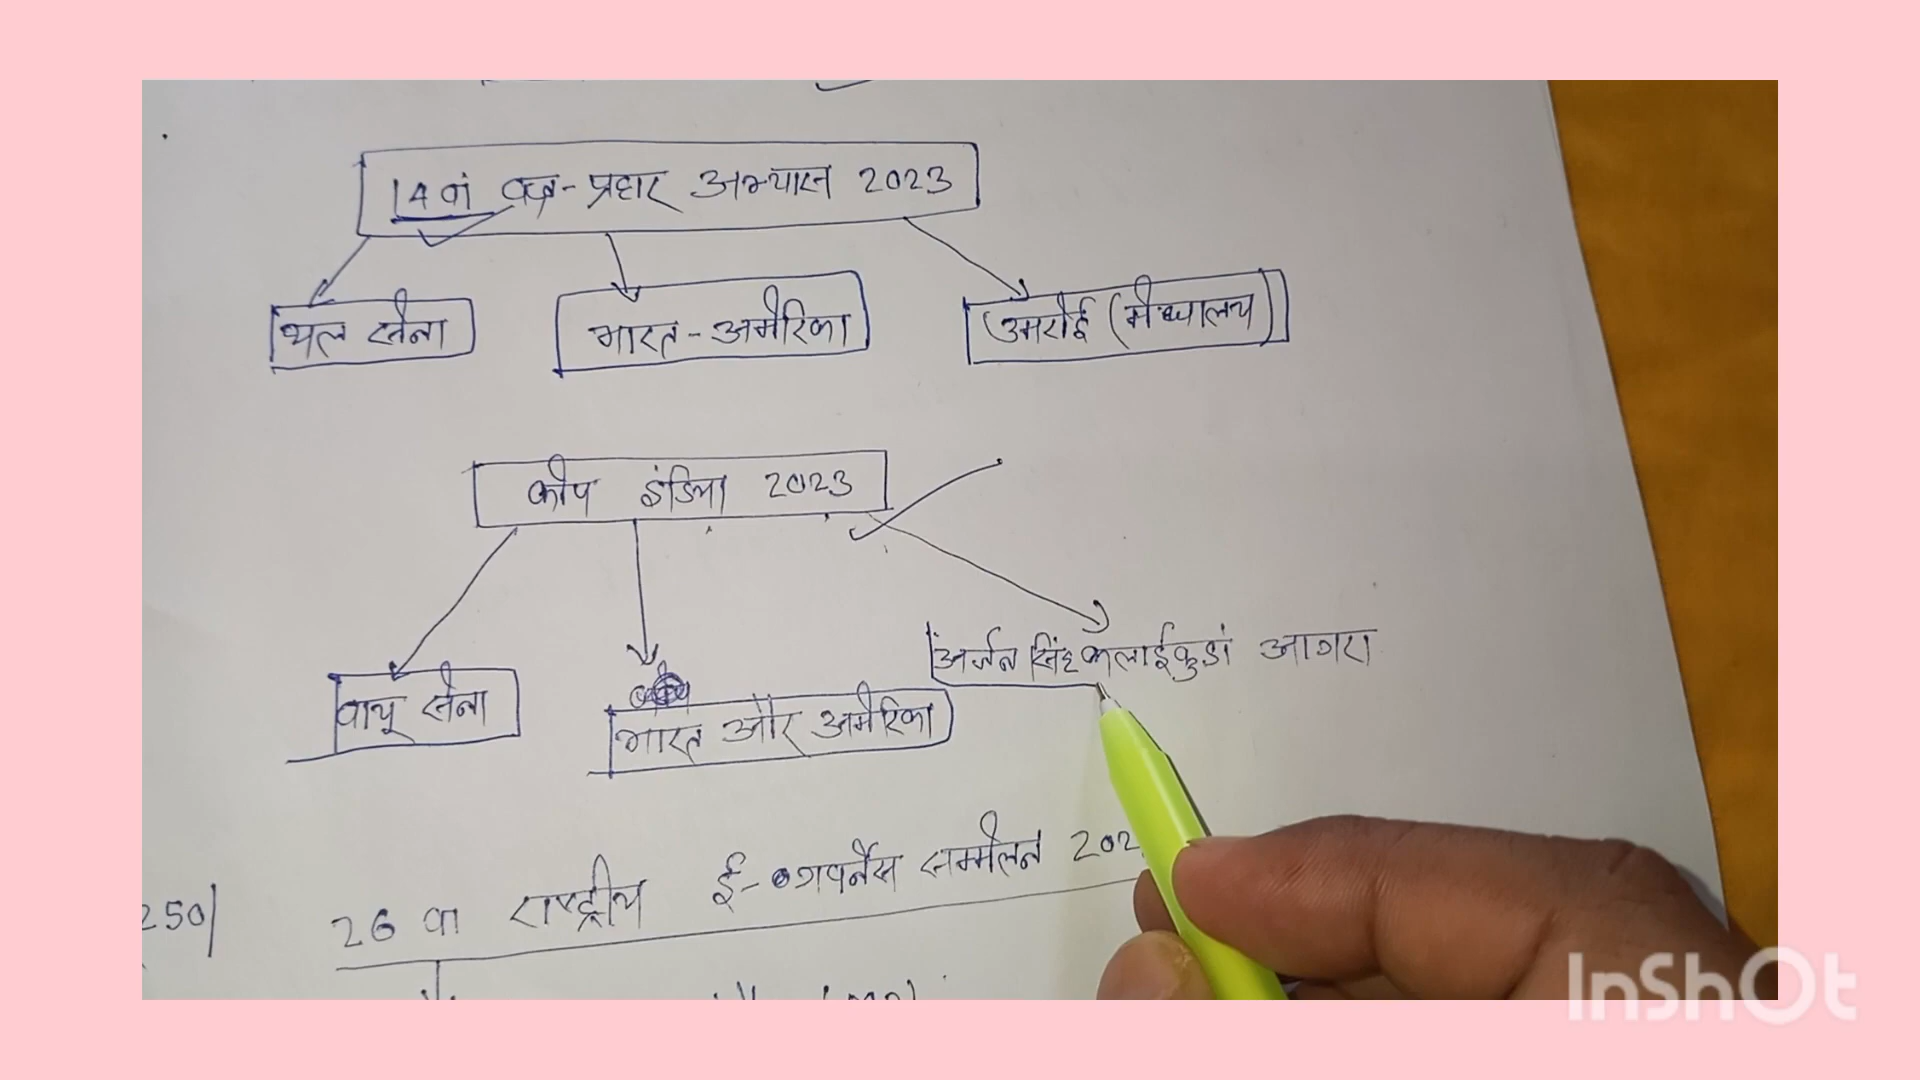 14वां वज्र-प्रहार अभ्यास 2023
थल सेना
भारत-अमेरिका
उमरोई (मेघालय)
कोप इंडिया 2023
वायू सेना
भारत और अमेरिका
अर्जन सिंह कलाईकुडां आगरा
250/
26 वा राष्ट्रीय ई-गवर्नेंस सम्मेलन 202
InShOt